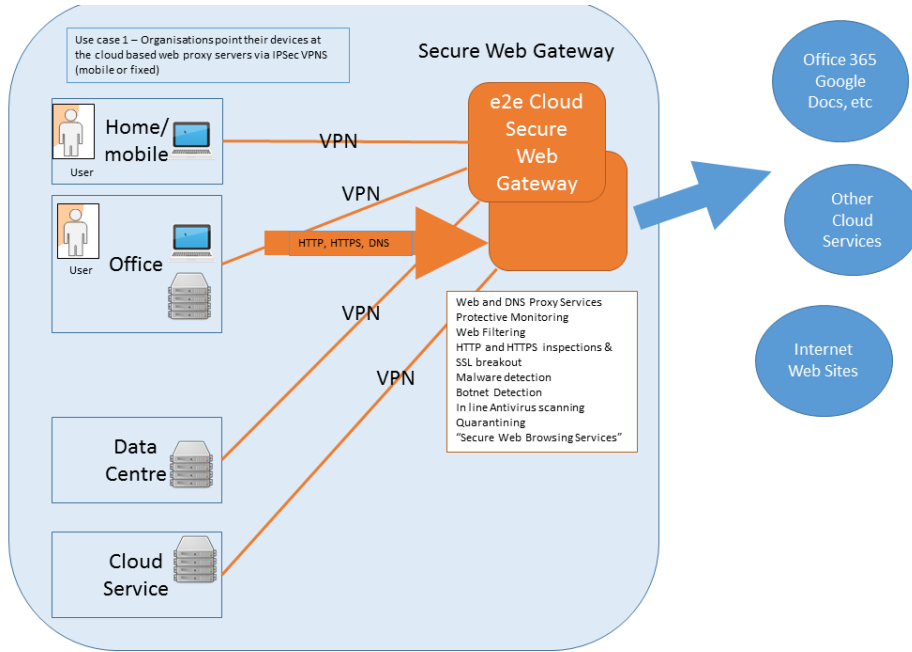 Use case 1 – Organisations point their devices at
the cloud based web proxy servers via IPSec VPNS
(mobile or fixed)
Secure Web Gateway
Office 365
Google
Docs, etc
e2e Cloud
Secure
Web
Gateway
Home/
mobile
User
VPN
VPN
Other
Cloud
Services
User
Office
HTTP, HTTPS, DNS
VPN
VPN
Web and DNS Proxy Services
Protective Monitoring
Web Filtering
HTTP and HTTPS inspections &
SSL breakout
Malware detection
Botnet Detection
In line Antivirus scanning
Quarantining
“Secure Web Browsing Services”
Internet
Web Sites
Data
Centre
Cloud
Service